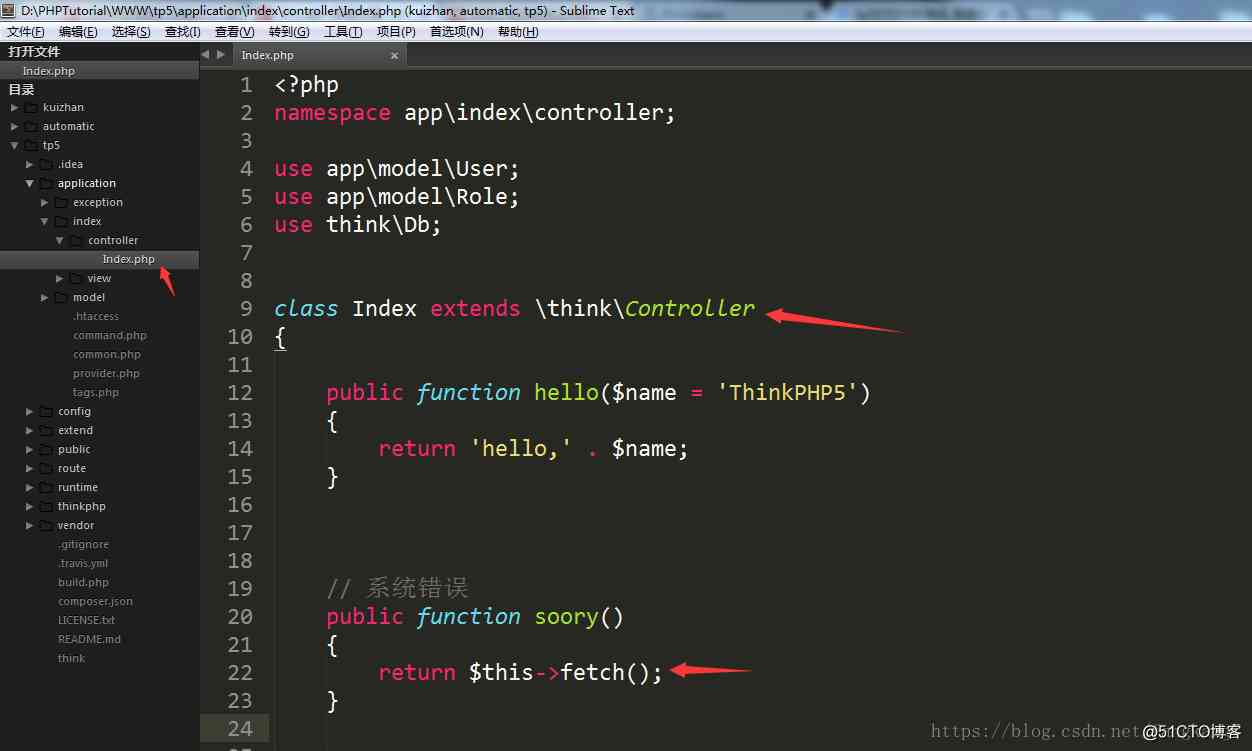 D:\PHPTutorial\WWW\tp5\application\index\controller\Index.php (kuizhan, automatic, tp5) - Sublime Text
文件(F) 编辑(E) 选择(S) 查找(I) 查看(V) 转到(G) 工具(T) 项目(P) 首选项(N) 帮助(H)
打开文件
Index.php
目录
kuizhan
automatic
tp5
.idea
application
exception
index
controller
Index.php
view
model
.htaccess
command.php
common.php
provider.php
tags.php
config
extend
public
route
runtime
thinkphp
vendor
.gitignore
.travis.yml
build.php
composer.json
LICENSE.txt
README.md
think
Index.php ×
1 <?php
2 namespace app\index\controller;
3
4 use app\model\User;
5 use app\model\Role;
6 use think\Db;
7
8
9 class Index extends \think\Controller
10 {
11
12 public function hello($name = 'ThinkPHP5')
13 {
14 return 'hello,' . $name;
15 }
16
17
18
19 // 系统错误
20 public function soory()
21 {
22 return $this->fetch();
23 }
24
https://blog.csdn.net
@51CTO博客